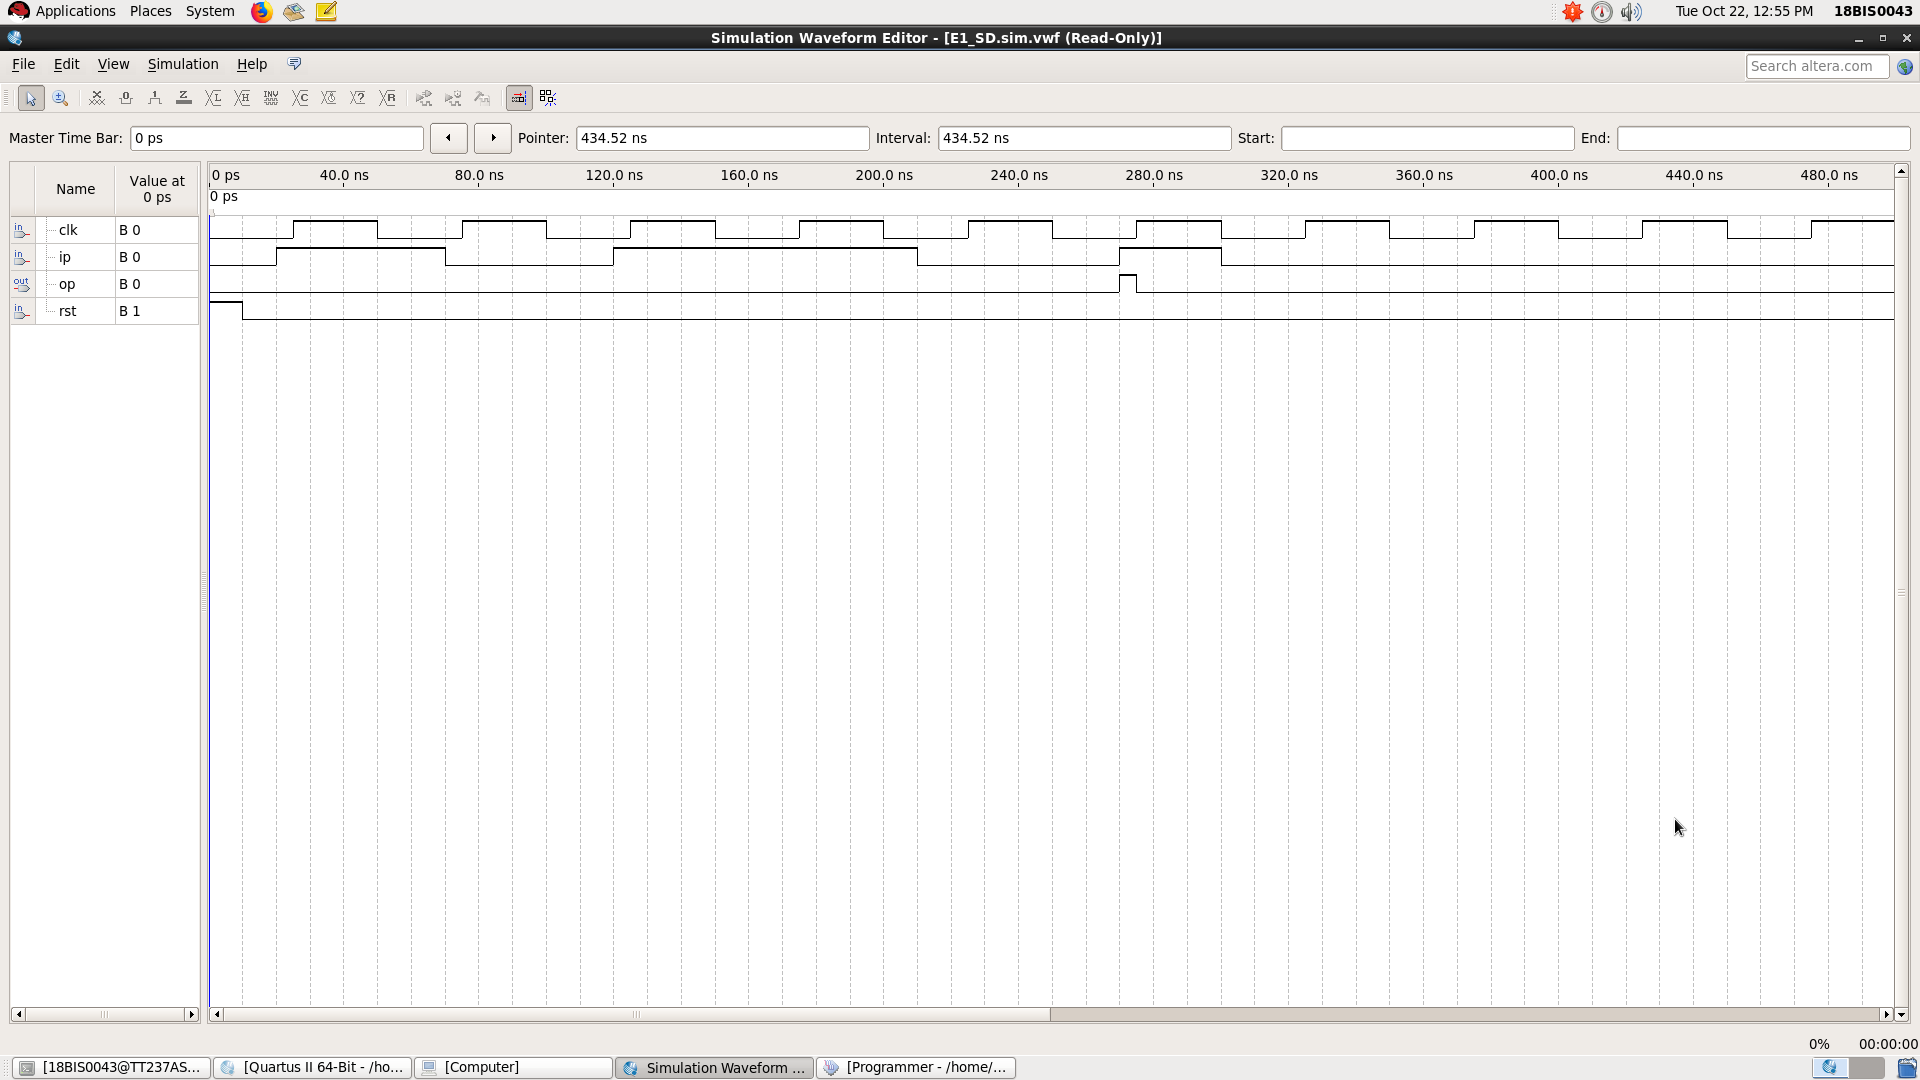 Applications Places System Tue Oct 22, 12:55 PM 18BIS0043
Simulation Waveform Editor - [E1_SD.sim.vwf (Read-Only)]
File Edit View Simulation Help Search altera.com
Master Time Bar: 0 ps Pointer: 434.52 ns Interval: 434.52 ns Start: End:
Name Value at 0 ps
0 ps 40.0 ns 80.0 ns 120.0 ns 160.0 ns 200.0 ns 240.0 ns 280.0 ns 320.0 ns 360.0 ns 400.0 ns 440.0 ns 480.0 ns
0 ps
in clk B 0
in ip B 0
out op B 0
in rst B 1
0% 00:00:00
[18BIS0043@TT237AS... [Quartus II 64-Bit - /ho... [Computer] Simulation Waveform ... [Programmer - /home/...